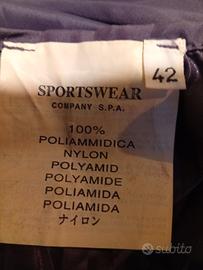 SPORTSWEAR
COMPANY S.P.A.
42
100%
POLIAMMIDICA
NYLON
POLYAMID
POLYAMIDE
POLIAMIDA
POLIAMIDA
ナイロン
subito